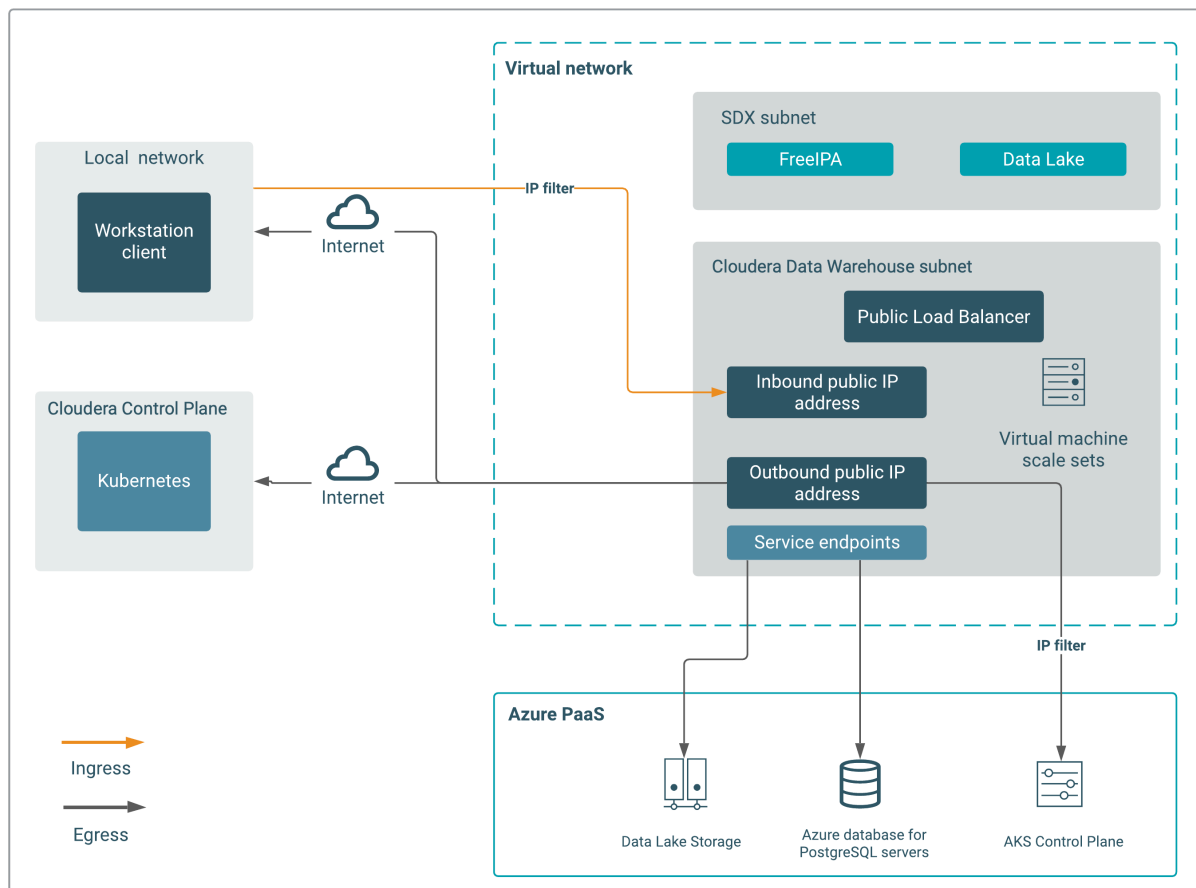 Virtual network
SDX subnet
FreeIPA
Data Lake
Local network
Workstation
client
IP filter
Internet
Cloudera Data Warehouse subnet
Public Load Balancer
Inbound public IP
address
Virtual machine
scale sets
Cloudera Control Plane
Kubernetes
Internet
Outbound public IP
address
Service endpoints
IP filter
Azure PaaS
Data Lake Storage
Azure database for
PostgreSQL servers
AKS Control Plane
Ingress
Egress